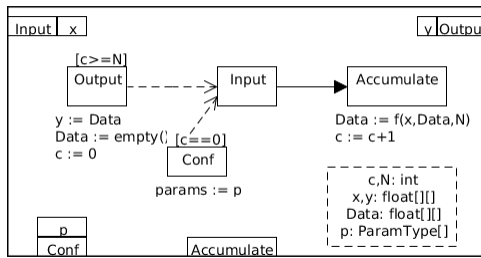 Input x
y Outpu
[c>=N]
Output
Input
Accumulate
y := Data
Data := empty()
c := 0
[c==0]
Conf
params := p
Data := f(x,Data,N)
c := c+1
c,N: int
x,y: float[][]
Data: float[][]
p: ParamType[]
p
Conf
Accumulate